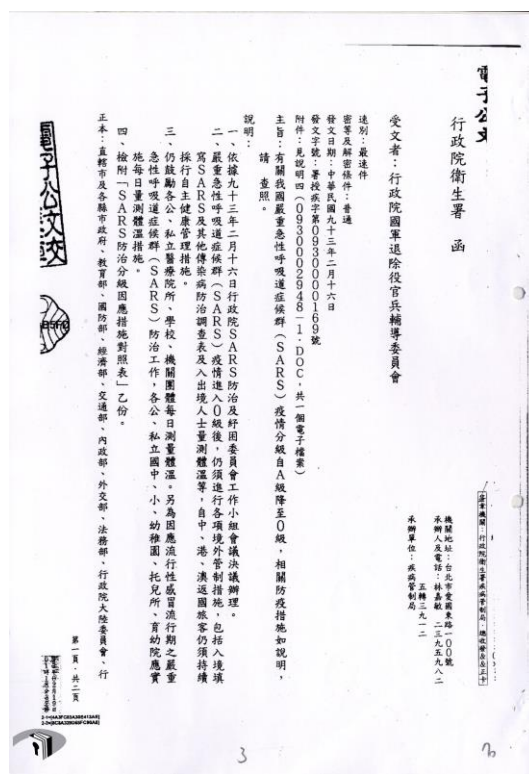 電子公文
行政院衛生署　函
機關地址：台北市愛國東路一００號
承辦人及電話：林嘉敏　二三九五九八二
五轉三九一二
承辦單位：疾病管制局
受文者：行政院國軍退除役官兵輔導委員會
速別：最速件
密等及解密條件：普通
發文日期：中華民國九十三年二月十六日
發文字號：署授疾字第0930000169號
附件：見說明四（0930002948-1．DOC，共一個電子檔案）
主旨：有關我國嚴重急性呼吸道症候群（SARS）疫情分級自A級降至0級，相關防疫措施如說明，
請　查照。
說明：
一、依據九十三年二月十六日行政院SARS防治及紓困委員會工作小組會議決議辦理。
二、嚴重急性呼吸道症候群（SARS）疫情進入0級後，仍須進行各項境外管制措施，包括入境填
寫SARS及其他傳染病防治調查表及入出境人士量測體溫等，自中、港、澳返國旅客仍須持續
採行自主健康管理措施。
三、仍鼓勵各公、私立醫療院所、學校、機關團體每日測量體溫。另為因應流行性感冒流行期之嚴重
急性呼吸道症候群（SARS）防治工作，各公、私立國中、小、幼稚園、托兒所、育幼院應實
施每日量測體溫措施。
四、檢附「SARS防治分級因應措施對照表」乙份。
正本：直轄市及各縣市政府、教育部、國防部、經濟部、交通部、內政部、外交部、法務部、行政院大陸委員會、行
第一頁，共二頁
電子公文交
3